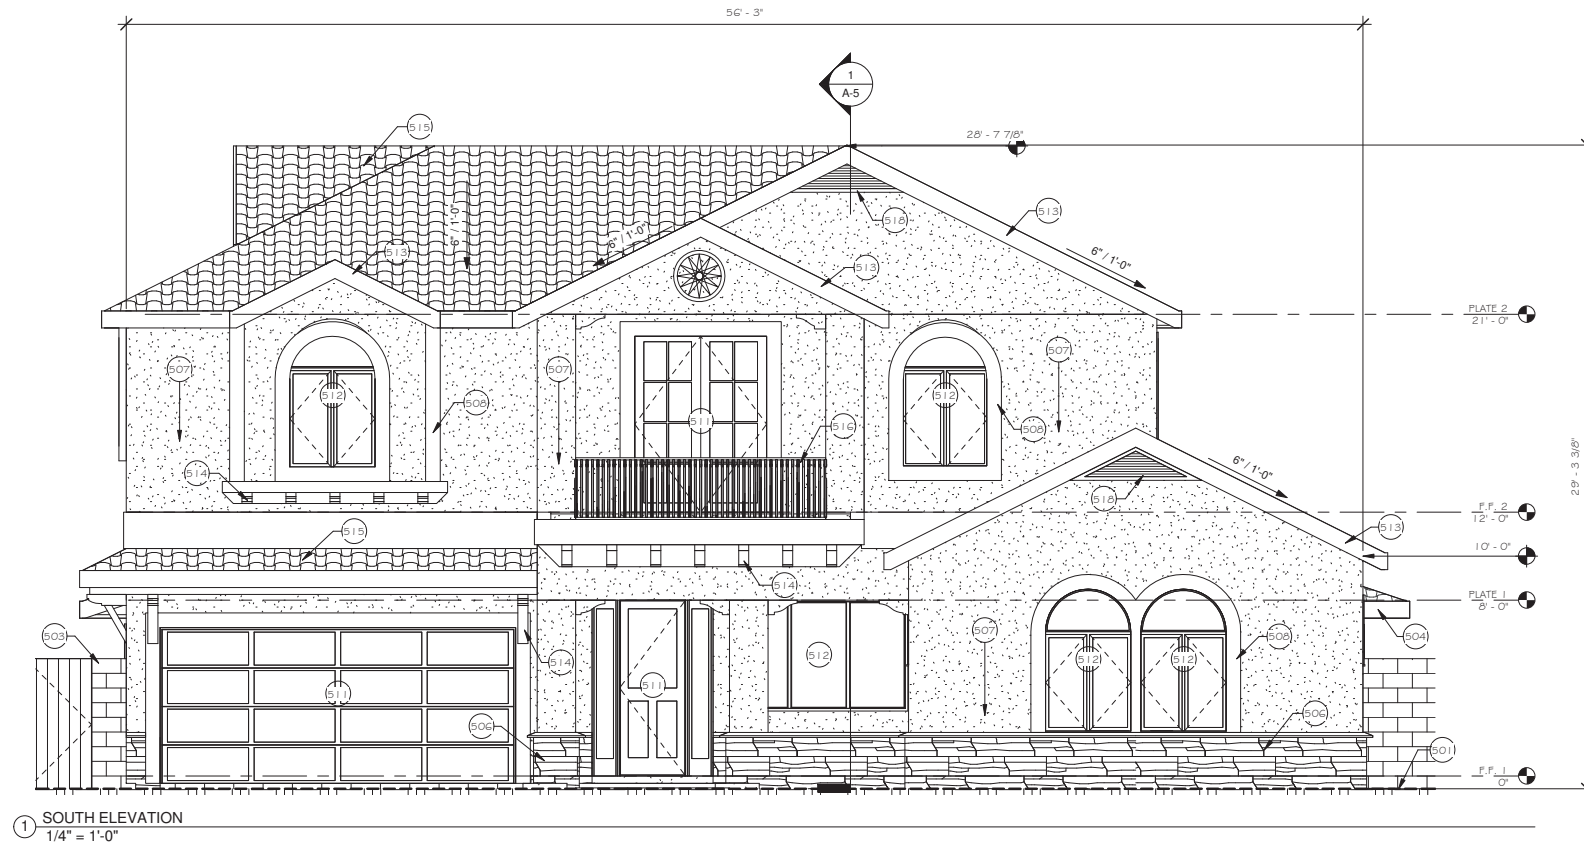 56' - 3"
1
A-5
515
28' - 7 7/8"
518
513
6" / 1'-0"
6" / 1'-0"
513
6" / 1'-0"
513
PLATE 2
21' - 0"
507
507
507
512
512
508
511
516
508
514
6" / 1'-0"
29' - 3 3/8"
518
F.F. 2
12' - 0"
513
515
10' - 0"
514
PLATE 1
8' - 0"
503
507
508
504
514
512
512
512
511
511
506
506
501
F.F. 1
0"
1
SOUTH ELEVATION
1/4" = 1'-0"